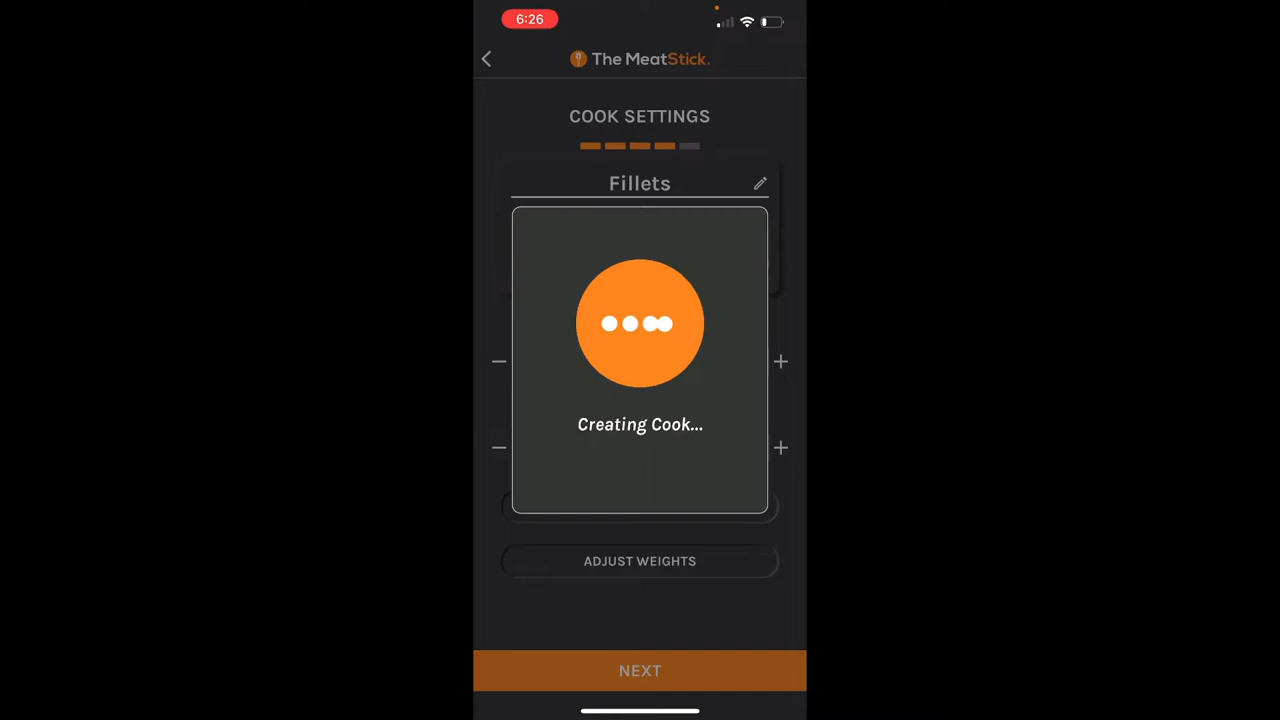 6:26
The MeatStick.
COOK SETTINGS
Fillets
Creating Cook...
ADJUST WEIGHTS
NEXT